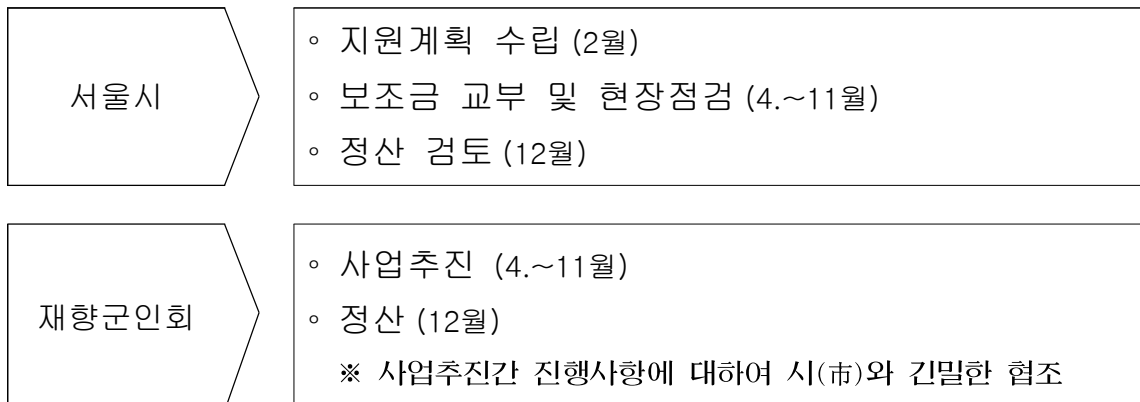 서울시
◦ 지원계획 수립 (2월)
◦ 보조금 교부 및 현장점검 (4.~11월)
◦ 정산 검토 (12월)
재향군인회
◦ 사업추진 (4.~11월)
◦ 정산 (12월)
※ 사업추진간 진행사항에 대하여 시(市)와 긴밀한 협조